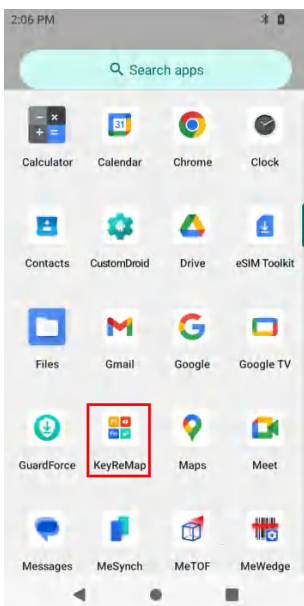 2:06 PM
Search apps
31
Calculator Calendar Chrome Clock
Contacts CustomDroid Drive eSIM Toolkit
Files Gmail Google Google TV
GuardForce KeyReMap Maps Meet
Messages MeSynch MeTOF MeWedge